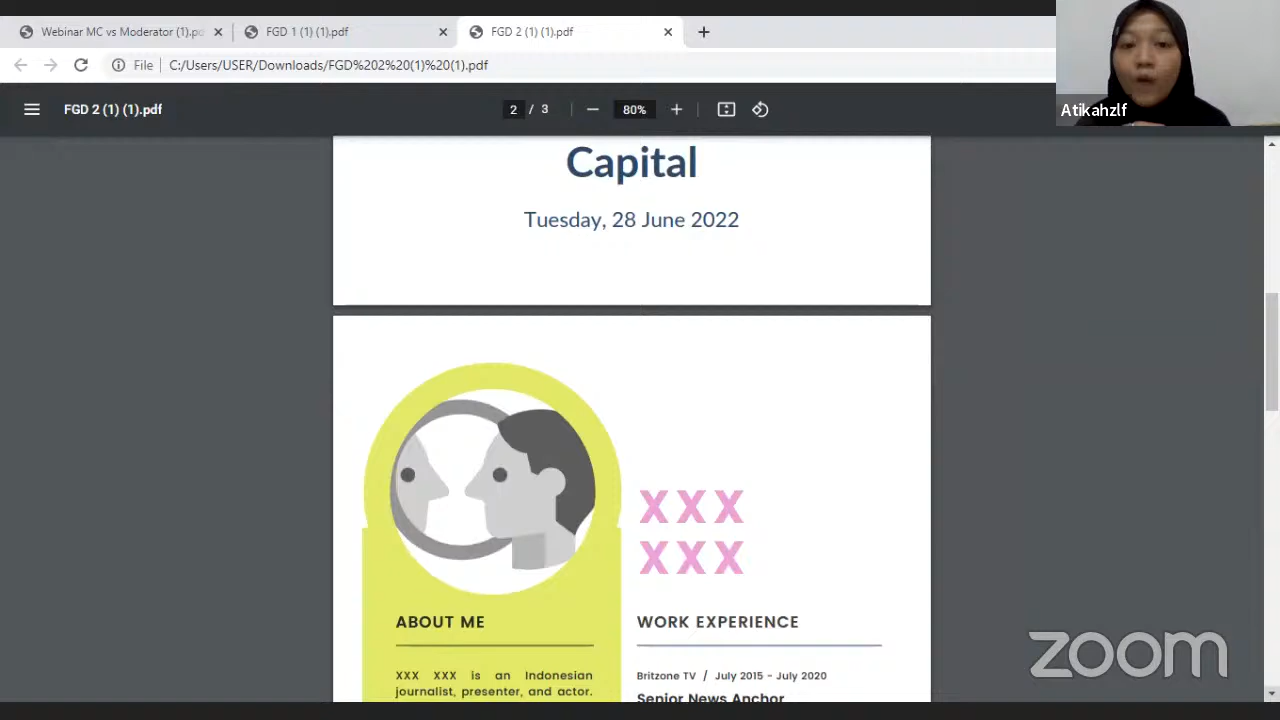 Webinar MC vs Moderator (1).pd
FGD 1 (1) (1).pdf
FGD 2 (1) (1).pdf
File
C:/Users/USER/Downloads/FGD%202%20(1)%20(1).pdf
FGD 2 (1) (1).pdf
2 / 3
80%
Atikahzlf
Capital
Tuesday, 28 June 2022
XXX
XXX
ABOUT ME
WORK EXPERIENCE
XXX XXX is an Indonesian
journalist, presenter, and actor.
Britzone TV / July 2015 - July 2020
Senior News Anchor
zoom